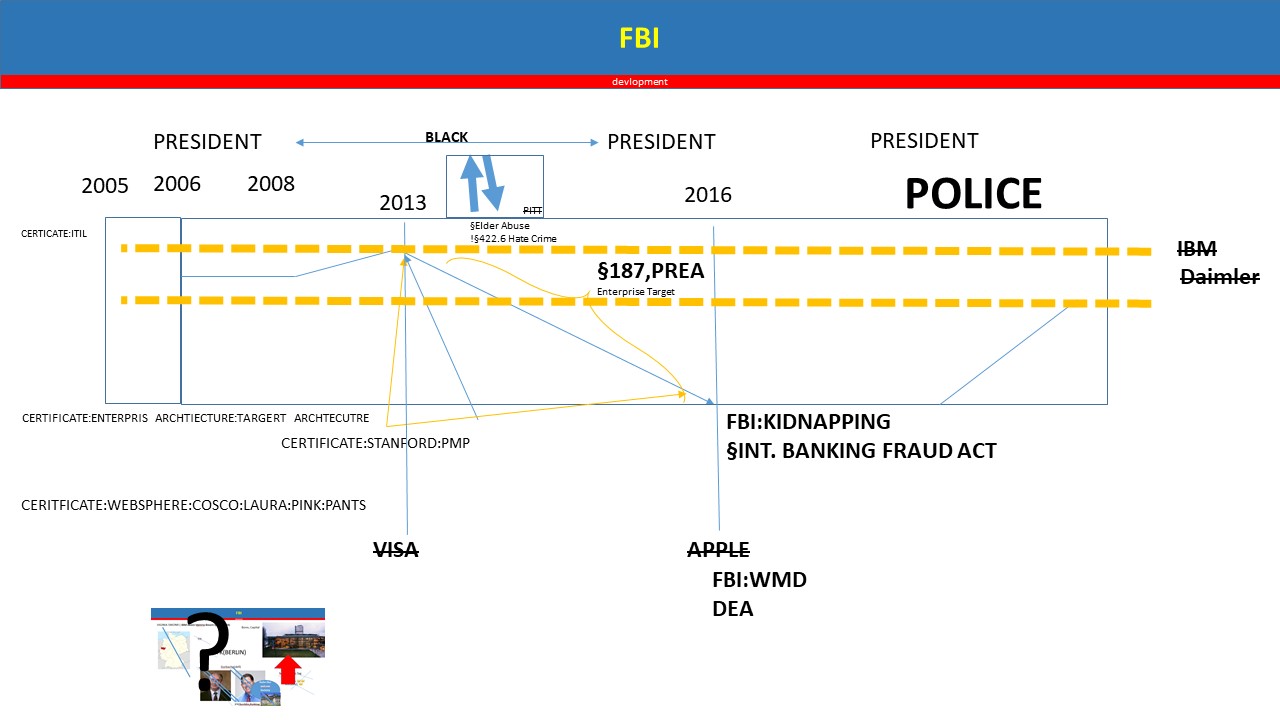 FBI
devlopment
PRESIDENT
BLACK
PRESIDENT
PRESIDENT
2005
2006
2008
2013
2016
POLICE
PITT
§Elder Abuse
!§422.6 Hate Crime
CERTICATE:ITIL
IBM
Daimler
§187,PREA
Enterprise Target
CERTIFICATE:ENTERPRIS ARCHTIECTURE:TARGERT ARCHTECUTRE
CERTIFICATE:STANFORD:PMP
FBI:KIDNAPPING
§INT. BANKING FRAUD ACT
CERITFICATE:WEBSPHERE:COSCO:LAURA:PINK:PANTS
VISA
APPLE
FBI:WMD
DEA
?
(BERLIN)